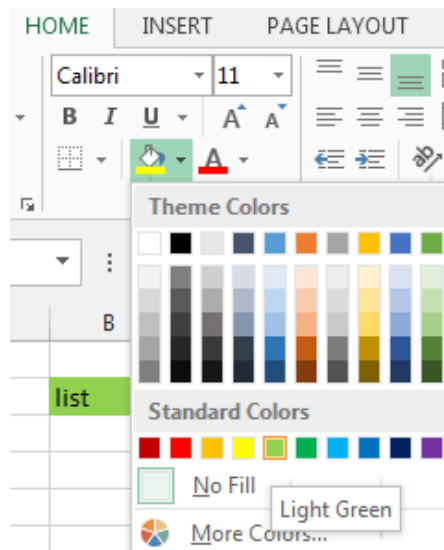 HOME INSERT PAGE LAYOUT
Calibri 11
B I U A A
A
Theme Colors
B
list
Standard Colors
No Fill
Light Green
More Colors...